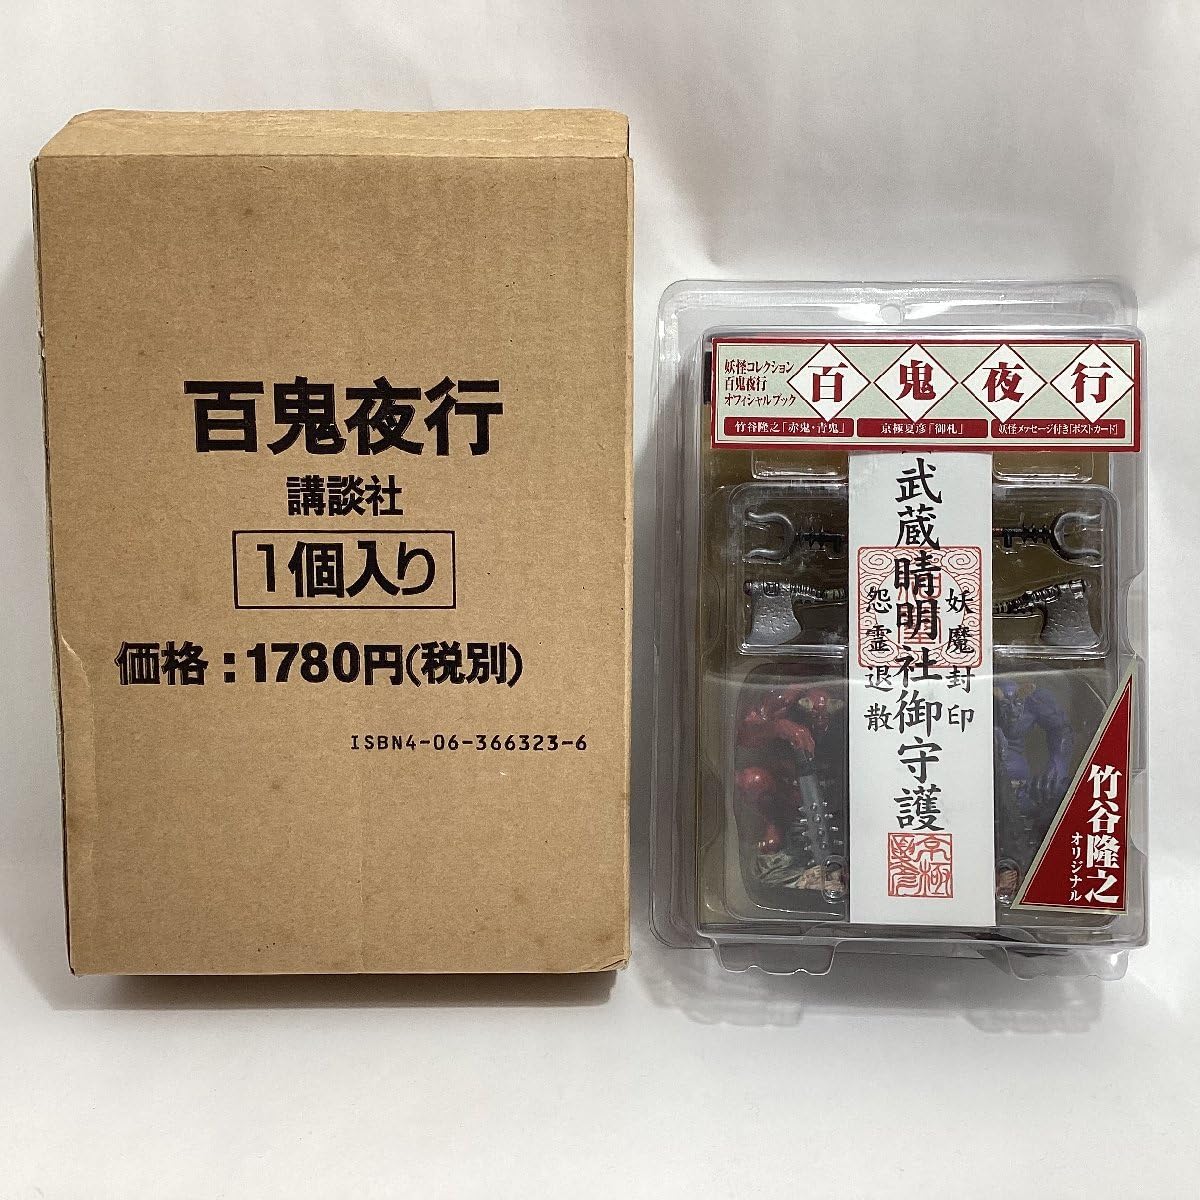 百鬼夜行
講談社
1個入り
価格:1780円(税別)
ISBN4-06-366323-6
妖怪コレクション
百鬼夜行
オフィシャルブック
百鬼夜行
竹谷隆之「赤鬼・青鬼」
京極夏彦「御札」
妖怪メッセージ付き「ポストカード」
武蔵晴明社御守護
妖魔封印
怨霊退散
京極
竹谷隆之
オリジナル